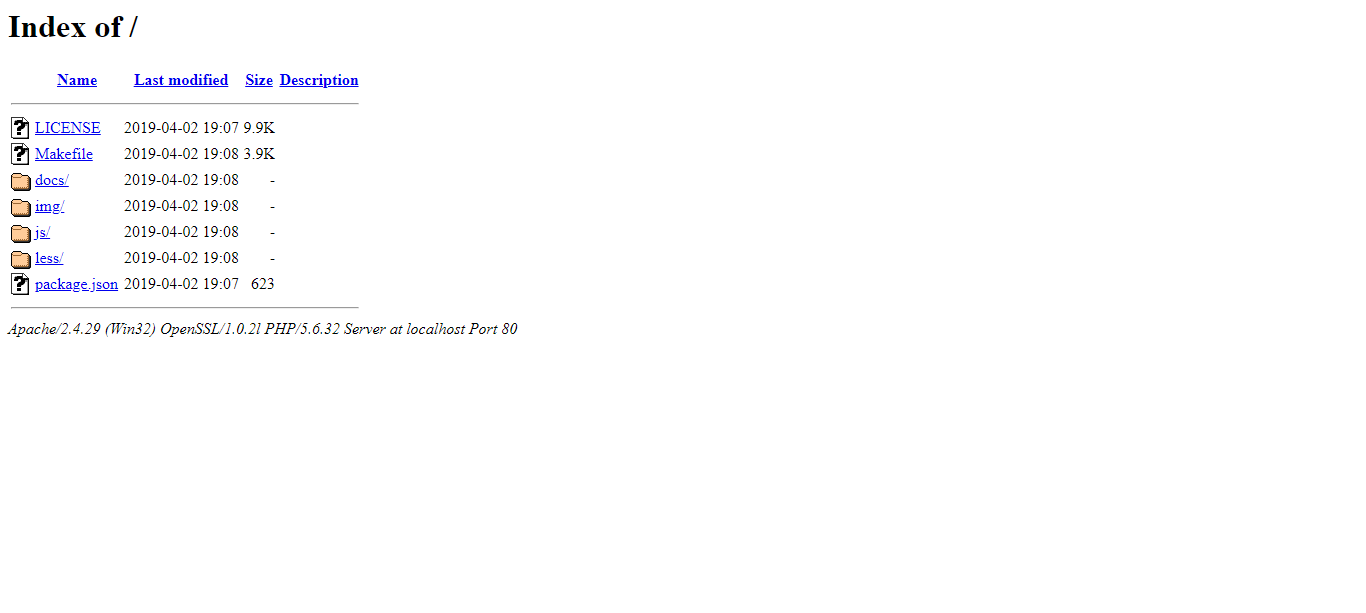 Index of /
Name Last modified Size Description
LICENSE 2019-04-02 19:07 9.9K
Makefile 2019-04-02 19:08 3.9K
docs/ 2019-04-02 19:08 -
img/ 2019-04-02 19:08 -
js/ 2019-04-02 19:08 -
less/ 2019-04-02 19:08 -
package.json 2019-04-02 19:07 623
Apache/2.4.29 (Win32) OpenSSL/1.0.2l PHP/5.6.32 Server at localhost Port 80